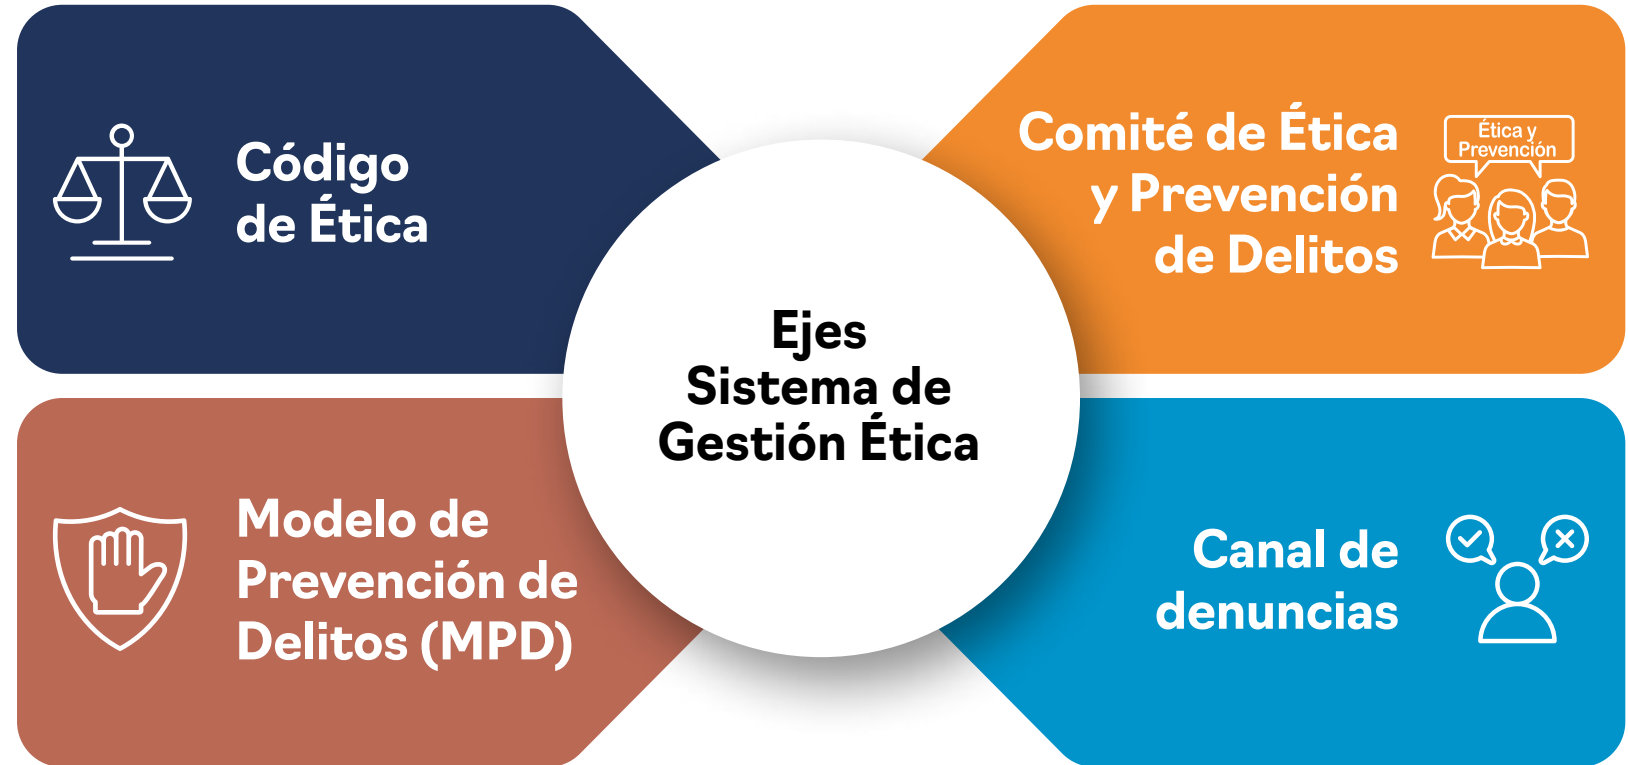 Código
de Ética
Comité de Ética
y Prevención
de Delitos
Ética y
Prevención
Ejes
Sistema de
Gestión Ética
Modelo de
Prevención de
Delitos (MPD)
Canal de
denuncias